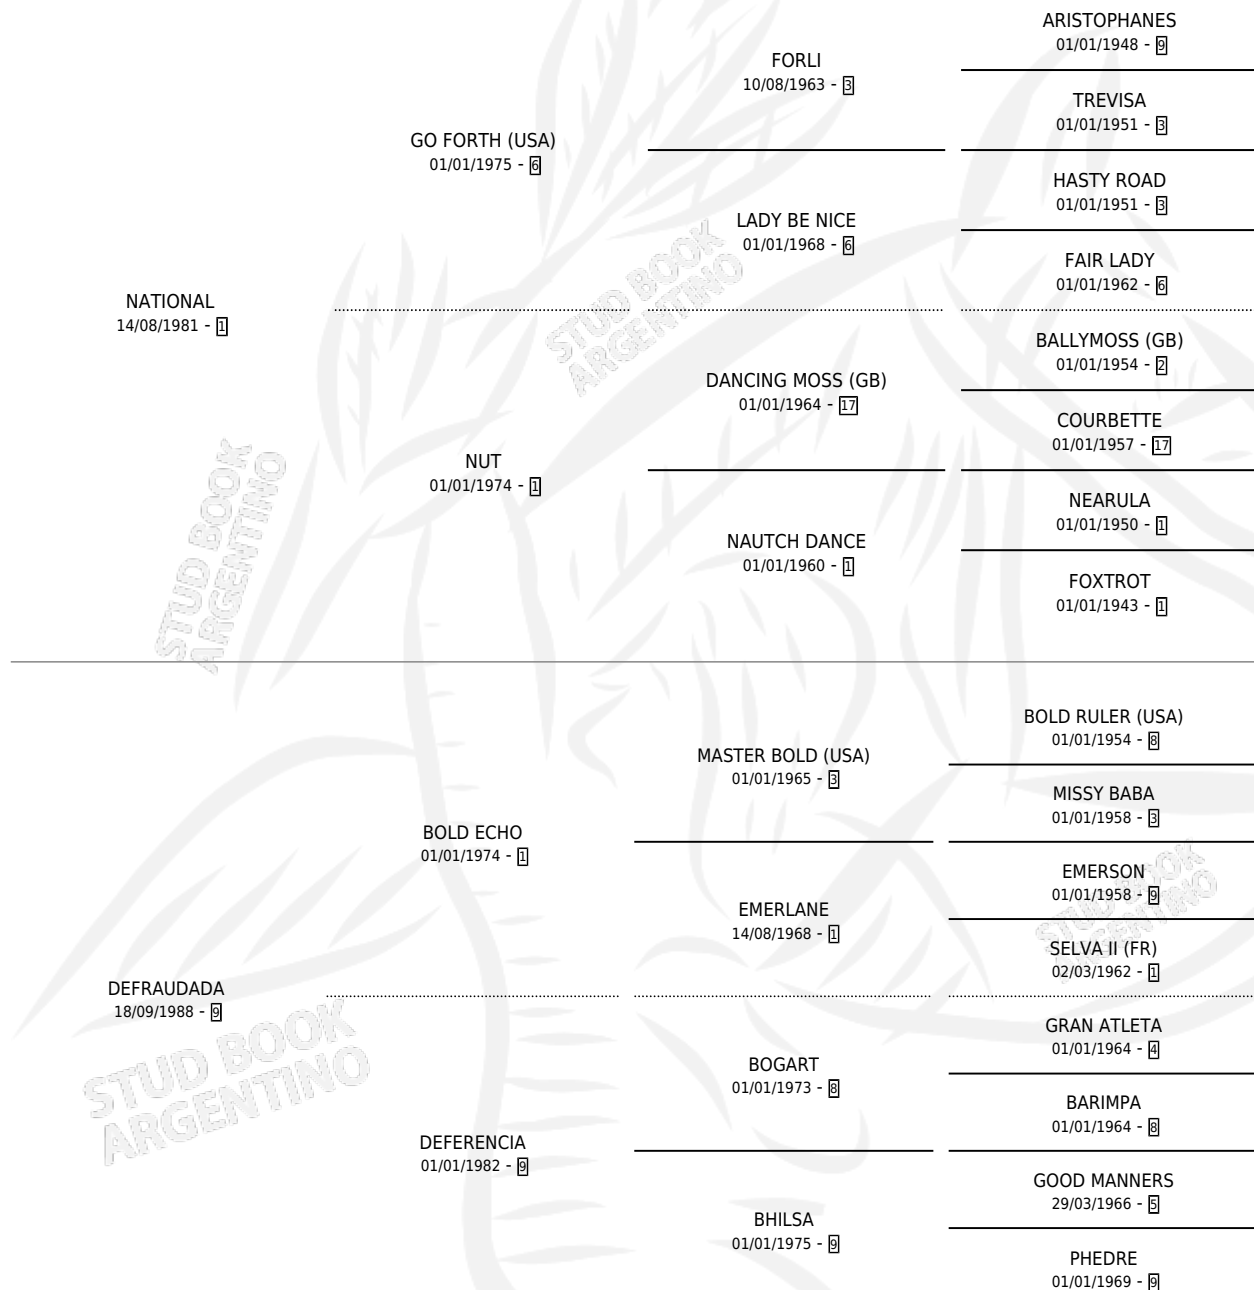 ARISTOPHANES
01/01/1948 - 9
FORLI
10/08/1963 - 3
TREVISA
01/01/1951 - 3
GO FORTH (USA)
01/01/1975 - 6
HASTY ROAD
01/01/1951 - 3
LADY BE NICE
01/01/1968 - 6
FAIR LADY
01/01/1962 - 6
NATIONAL
14/08/1981 - 1
STUD BOOK
ARGENTINO
BALLYMOSS (GB)
01/01/1954 - 2
DANCING MOSS (GB)
01/01/1964 - 17
COURBETTE
01/01/1957 - 17
NUT
01/01/1974 - 1
NEARULA
01/01/1950 - 1
NAUTCH DANCE
01/01/1960 - 1
FOXTROT
01/01/1943 - 1
STUD BOOK
ARGENTINO
BOLD RULER (USA)
01/01/1954 - 8
MASTER BOLD (USA)
01/01/1965 - 3
MISSY BABA
01/01/1958 - 3
BOLD ECHO
01/01/1974 - 1
EMERSON
01/01/1958 - 9
EMERLANE
14/08/1968 - 1
STUD BOOK
ARGENTINO
SELVA II (FR)
02/03/1962 - 1
DEFRAUDADA
18/09/1988 - 9
GRAN ATLETA
01/01/1964 - 4
BOGART
01/01/1973 - 8
STUD BOOK
ARGENTINO
BARIMPA
01/01/1964 - 8
DEFERENCIA
01/01/1982 - 9
GOOD MANNERS
29/03/1966 - 5
BHILSA
01/01/1975 - 9
PHEDRE
01/01/1969 - 9